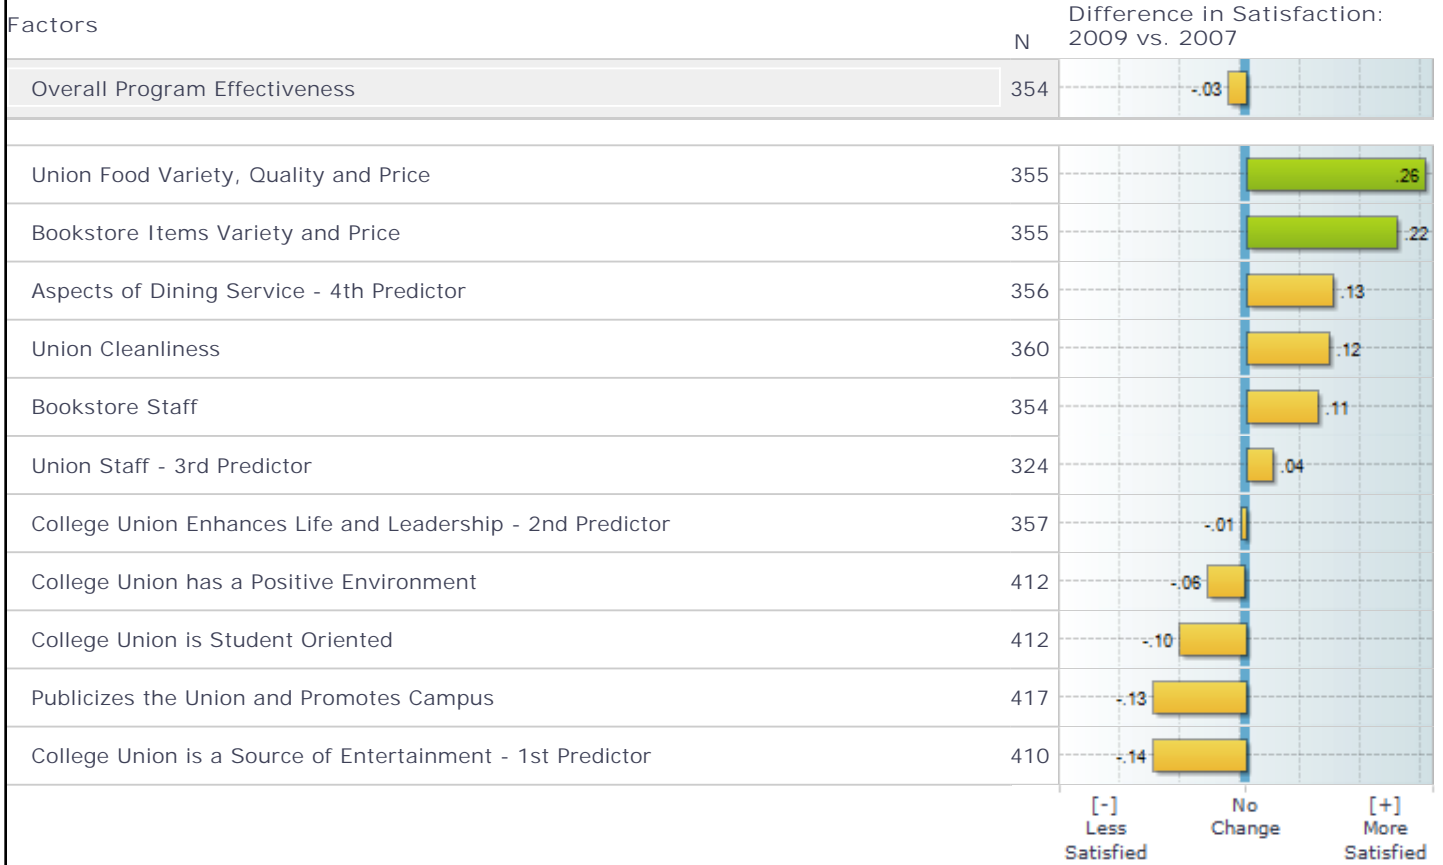 Factors
N
Difference in Satisfaction:
2009 vs. 2007
Overall Program Effectiveness 354 -.03
Union Food Variety, Quality and Price 355 .26
Bookstore Items Variety and Price 355 .22
Aspects of Dining Service - 4th Predictor 356 .13
Union Cleanliness 360 .12
Bookstore Staff 354 .11
Union Staff - 3rd Predictor 324 .04
College Union Enhances Life and Leadership - 2nd Predictor 357 -.01
College Union has a Positive Environment 412 -.06
College Union is Student Oriented 412 -.10
Publicizes the Union and Promotes Campus 417 -.13
College Union is a Source of Entertainment - 1st Predictor 410 -.14
[-] No [+]
Less Change More
Satisfied Satisfied